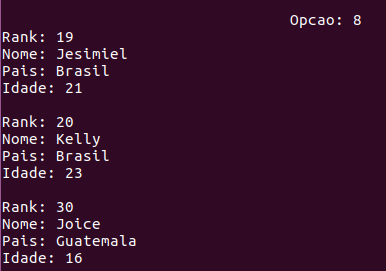 Opcao: 8
Rank: 19
Nome: Jesimiel
Pais: Brasil
Idade: 21
Rank: 20
Nome: Kelly
Pais: Brasil
Idade: 23
Rank: 30
Nome: Joice
Pais: Guatemala
Idade: 16